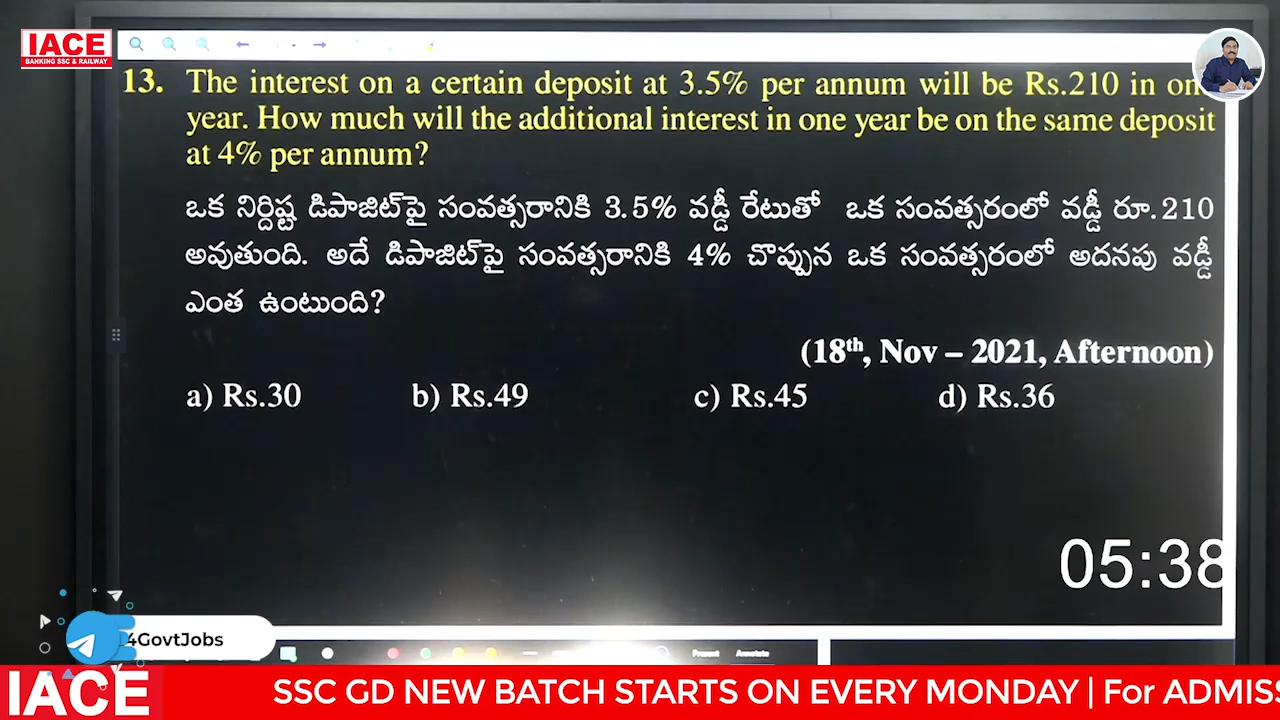 IACE
BANKING SSC & RAILWAY
13. The interest on a certain deposit at 3.5% per annum will be Rs.210 in
year. How much will the additional interest in one year be on the same deposit
at 4% per annum?
ఒక నిర్దిష్ట డిపాజిట్‌పై సంవత్సరానికి 3.5% వడ్డీ రేటుతో ఒక సంవత్సరంలో వడ్డీ రూ.210
అవుతుంది. అదే డిపాజిట్‌పై సంవత్సరానికి 4% చొప్పున ఒక సంవత్సరంలో అదనపు వడ్డీ
ఎంత ఉంటుంది?
(18th, Nov – 2021, Afternoon)
a) Rs.30 b) Rs.49 c) Rs.45 d) Rs.36
05:38
4GovtJobs
Present Annotate
IACE SSC GD NEW BATCH STARTS ON EVERY MONDAY | For